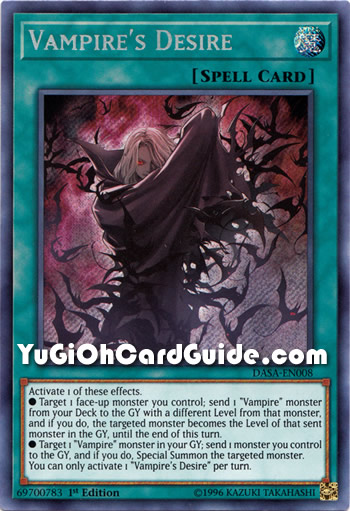 VAMPIRE'S DESIRE
[SPELL CARD]
YuGiOhCardGuide.com
DASA-EN008
Activate 1 of these effects.
● Target 1 face-up monster you control; send 1 "Vampire" monster
from your Deck to the GY with a different Level from that monster,
and if you do, the targeted monster becomes the Level of that sent
monster in the GY, until the end of this turn.
● Target 1 "Vampire" monster in your GY; send 1 monster you control
to the GY, and if you do, Special Summon the targeted monster.
You can only activate 1 "Vampire's Desire" per turn.
69700783 1st Edition ©1996 KAZUKI TAKAHASHI